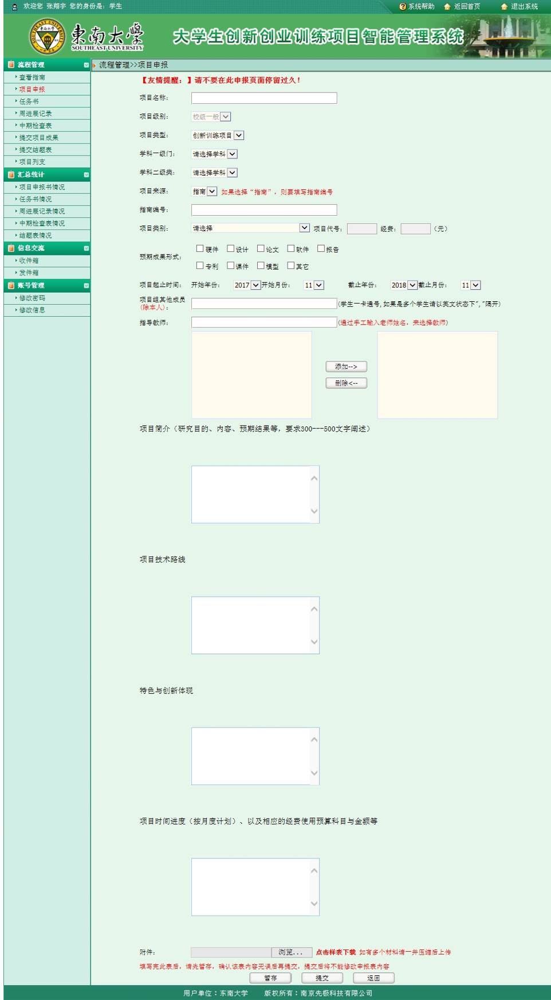 欢迎您 张翔宇 您的身份是：学生
系统帮助 返回首页 退出系统
東南大學
SOUTHEAST UNIVERSITY
大学生创新创业训练项目智能管理系统
流程管理
查看指南
项目申报
任务书
周进展记录
中期检查表
提交项目成果
提交结题表
项目列支
汇总统计
项目申报书情况
任务书情况
周进展记录情况
中期检查表情况
结题表情况
信息交流
收件箱
发件箱
账号管理
修改密码
修改信息
流程管理>>项目申报
【友情提醒：】请不要在此申报页面停留过久！
项目名称：
项目级别： 校级一般
项目类型： 创新训练项目
学科一级门： 请选择学科
学科二级类： 请选择学科
项目来源： 指南 如果选择“指南”，则要填写指南编号
指南编号：
项目类别： 请选择 项目代号： 经费： （元）
预期成果形式：
硬件 设计 论文 软件 报告
专利 课件 模型 其它
项目起止时间： 开始年份： 2017 开始月份： 11 截止年份： 2018 截止月份： 11
项目组其他成员
(除本人)： (学生一卡通号,如果是多个学生请以英文状态下","隔开)
指导教师： (通过手工输入老师姓名，来选择教师)
添加-->
删除<--
项目简介（研究目的、内容、预期结果等，要求300---500文字阐述）
项目技术路线
特色与创新体现
项目时间进度（按月度计划）、以及相应的经费使用预算科目与金额等
附件： 浏览... 点击样表下载 如有多个材料请一并压缩后上传
填写完此表后，请先暂存，确认该表内容无误后再提交，提交后将不能修改申报表内容
暂存 提交 返回
用户单位：东南大学 版权所有：南京先极科技有限公司